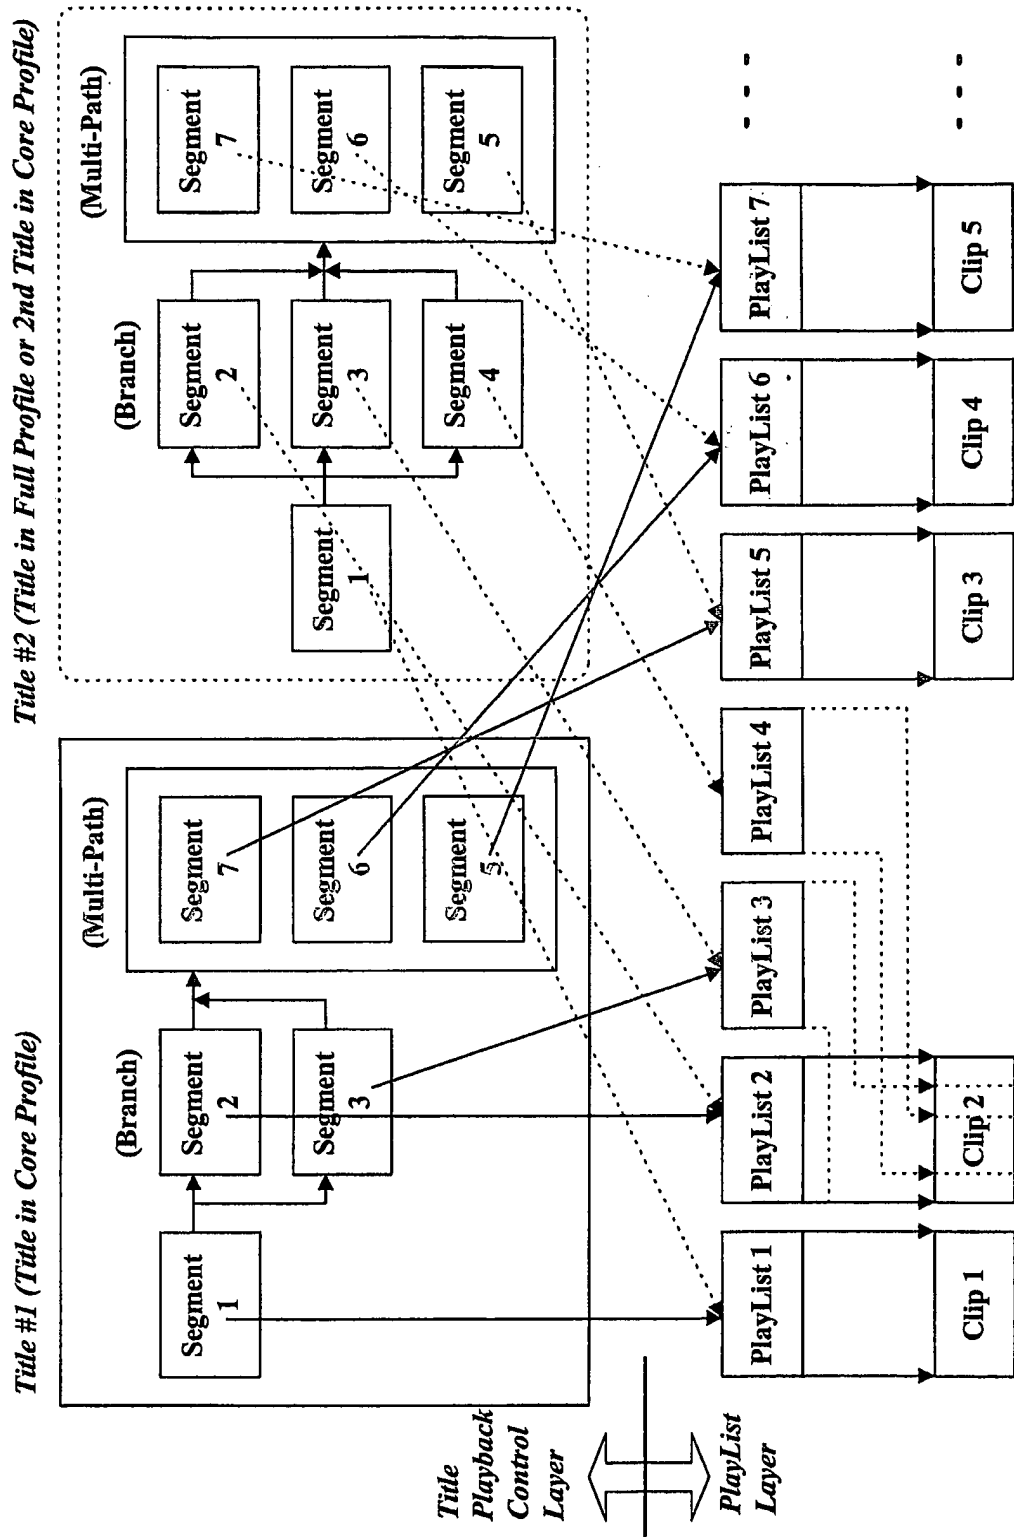 Title #1 (Title in Core Profile)
Title #2 (Title in Full Profile or 2nd Title in Core Profile)
(Branch)
(Multi-Path)
Segment
1
Segment
2
Segment
3
Segment
7
Segment
6
Segment
5
(Branch)
(Multi-Path)
Segment
1
Segment
2
Segment
3
Segment
4
Segment
7
Segment
6
Segment
5
Title
Playback
Control
Layer
PlayList
Layer
PlayList 1
PlayList 2
PlayList 3
PlayList 4
PlayList 5
PlayList 6
PlayList 7
Clip 1
Clip 2
Clip 3
Clip 4
Clip 5